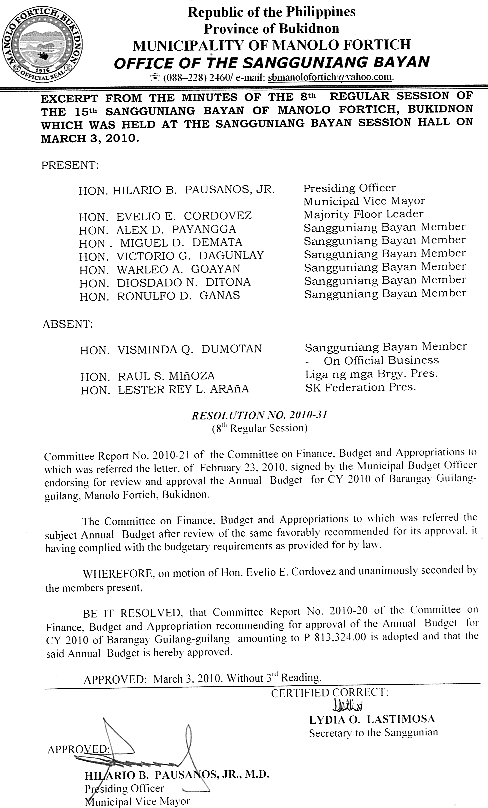 MANOLO FORTICH, BUKIDNON
OFFICIAL SEAL
Republic of the Philippines
Province of Bukidnon
MUNICIPALITY OF MANOLO FORTICH
OFFICE OF THE SANGGUNIANG BAYAN
☏ (088–228) 2460/ e-mail: sbmanolofortich@yahoo.com.
EXCERPT FROM THE MINUTES OF THE 8th REGULAR SESSION OF
THE 15th SANGGUNIANG BAYAN OF MANOLO FORTICH, BUKIDNON
WHICH WAS HELD AT THE SANGGUNIANG BAYAN SESSION HALL ON
MARCH 3, 2010.
PRESENT:
HON. HILARIO B. PAUSANOS, JR. Presiding Officer
Municipal Vice Mayor
HON. EVELIO E. CORDOVEZ Majority Floor Leader
HON. ALEX D. PAYANGGA Sangguniang Bayan Member
HON . MIGUEL D. DEMATA Sangguniang Bayan Member
HON. VICTORIO G. DAGUNLAY Sangguniang Bayan Member
HON. WARLEO A. GOAYAN Sangguniang Bayan Member
HON. DIOSDADO N. DITONA Sangguniang Bayan Member
HON. RONULFO D. GANAS Sangguniang Bayan Member
ABSENT:
HON. VISMINDA Q. DUMOTAN Sangguniang Bayan Member
- On Official Business
HON. RAUL S. MIñOZA Liga ng mga Brgy. Pres.
HON. LESTER REY L. ARAñA SK Federation Pres.
RESOLUTION NO. 2010-31
(8th Regular Session)
Committee Report No. 2010-21 of the Committee on Finance, Budget and Appropriations to
which was referred the letter, of February 23, 2010, signed by the Municipal Budget Officer
endorsing for review and approval the Annual Budget for CY 2010 of Barangay Guilang-
guilang, Manolo Fortich, Bukidnon.
The Committee on Finance, Budget and Appropriations to which was referred the
subject Annual Budget after review of the same favorably recommended for its approval, it
having complied with the budgetary requirements as provided for by law.
WHEREFORE, on motion of Hon. Evelio E. Cordovez and unanimously seconded by
the members present.
BE IT RESOLVED, that Committee Report No. 2010-20 of the Committee on
Finance, Budget and Appropriation recommending for approval of the Annual Budget for
CY 2010 of Barangay Guilang-guilang amounting to P 813,324.00 is adopted and that the
said Annual Budget is hereby approved.
APPROVED: March 3, 2010. Without 3rd Reading.
CERTIFIED CORRECT:
LYDIA O. LASTIMOSA
Secretary to the Sanggunian
APPROVED:
HILARIO B. PAUSANOS, JR., M.D.
Presiding Officer
Municipal Vice Mayor